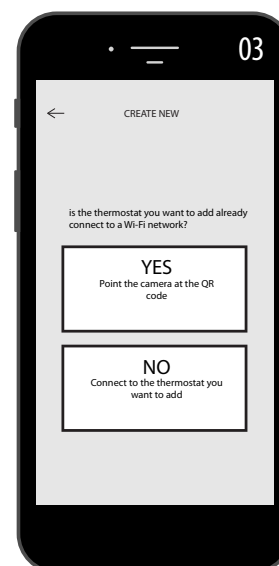 03
CREATE NEW
is the thermostat you want to add already
connect to a Wi-Fi network?
YES
Point the camera at the QR
code
NO
Connect to the thermostat you
want to add